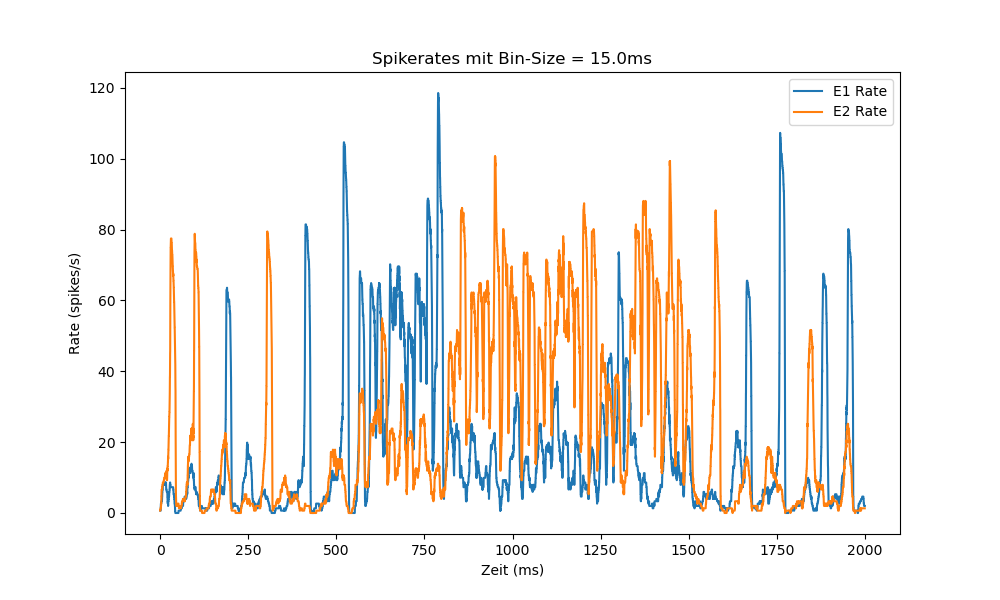 Spikerates mit Bin-Size = 15.0ms
E1 Rate
E2 Rate
120
100
80
60
40
20
0
Rate (spikes/s)
0 250 500 750 1000 1250 1500 1750 2000
Zeit (ms)